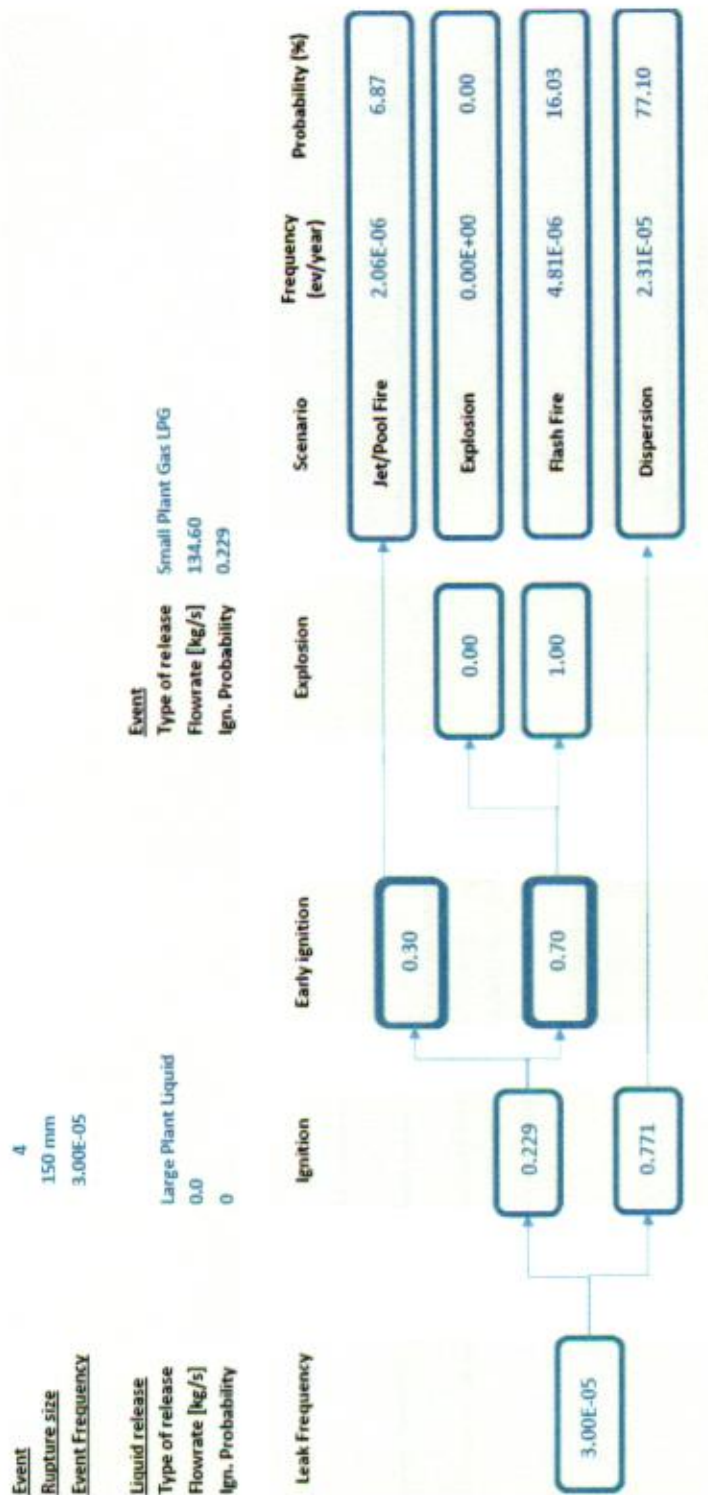 Event 4
Rupture size 150 mm
Event Frequency 3.00E-05
Liquid release
Type of release Large Plant Liquid
Flowrate [kg/s] 0.0
Ign. Probability 0
Event
Type of release Small Plant Gas LPG
Flowrate [kg/s] 134.60
Ign. Probability 0.229
Leak Frequency Ignition Early ignition Explosion Scenario Frequency (ev/year) Probability (%)
0.30 Jet/Pool Fire 2.06E-06 6.87
0.229 0.00 Explosion 0.00E+00 0.00
3.00E-05 0.70 1.00 Flash Fire 4.81E-06 16.03
0.771 Dispersion 2.31E-05 77.10